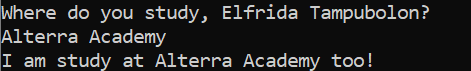 Where do you study, Elfrida Tampubolon?
Alterra Academy
I am study at Alterra Academy too!